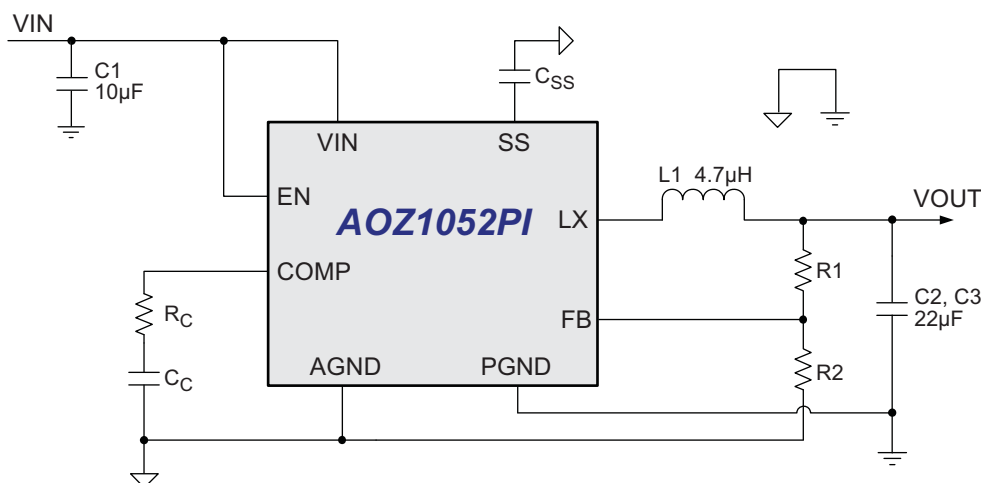 VIN
C1
10µF
CSS
VIN
SS
L1 4.7µH
EN
AOZ1052PI
LX
VOUT
COMP
R1
RC
FB
C2, C3
22µF
CC
AGND
PGND
R2